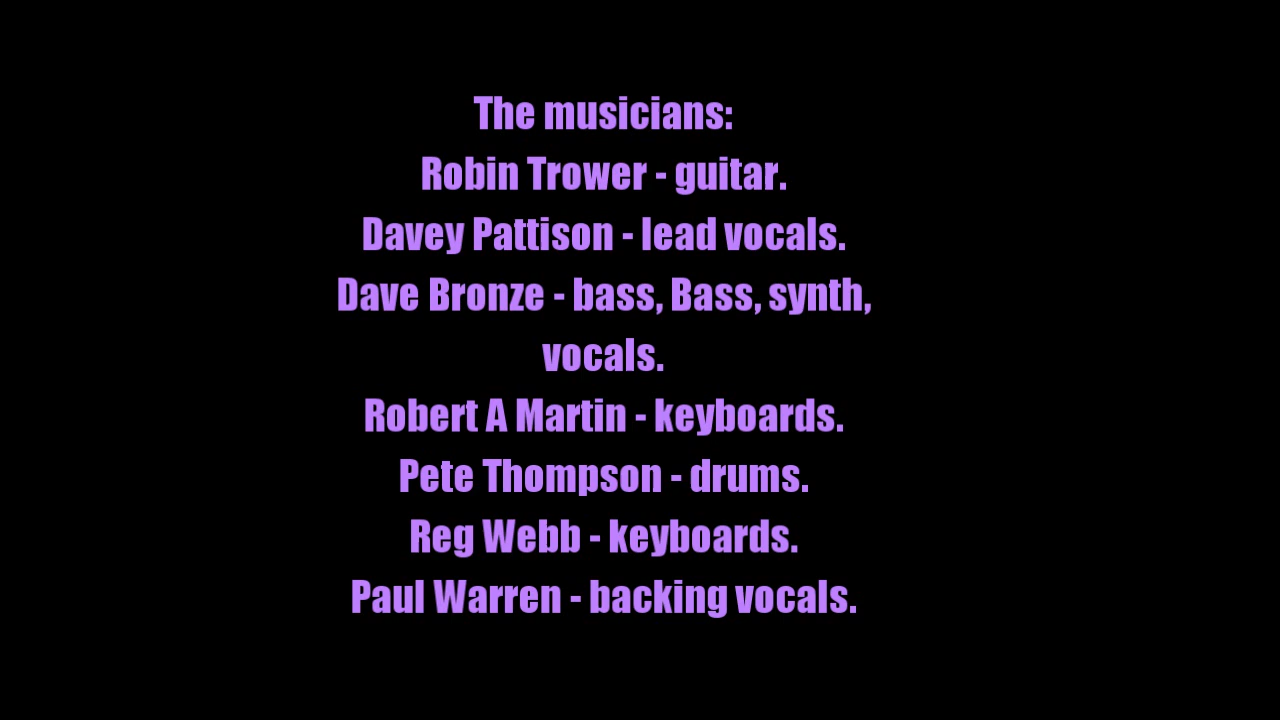 The musicians:
Robin Trower - guitar.
Davey Pattison - lead vocals.
Dave Bronze - bass, Bass, synth,
vocals.
Robert A Martin - keyboards.
Pete Thompson - drums.
Reg Webb - keyboards.
Paul Warren - backing vocals.